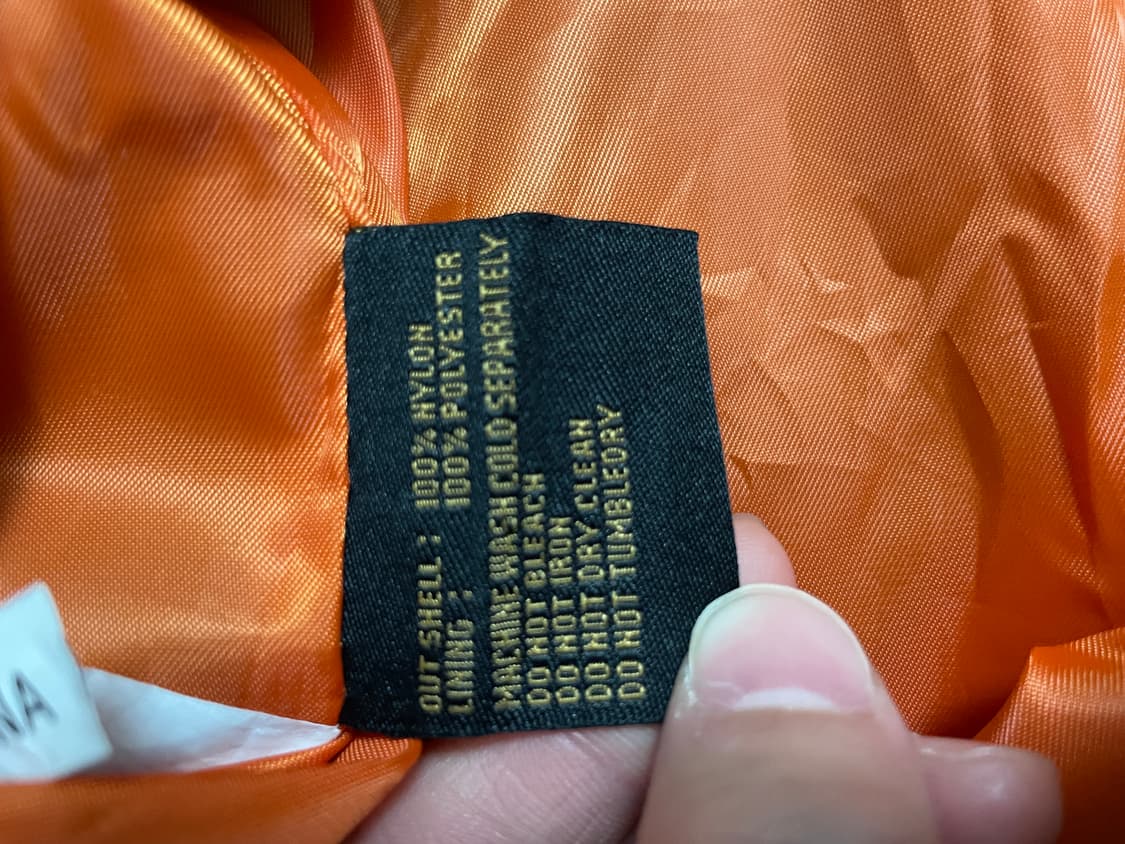 OUT SHELL : 100% NYLON
LINING : 100% POLYESTER
MACHINE WASH COLD SEPARATELY
DO NOT BLEACH
DO NOT IRON
DO NOT DRY CLEAN
DO NOT TUMBLEDRY
NA